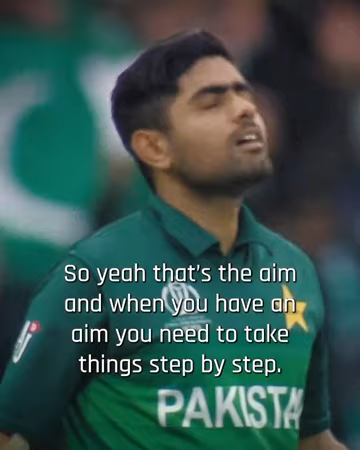 So yeah that's the aim
and when you have an
aim you need to take
things step by step.
PAKISTA